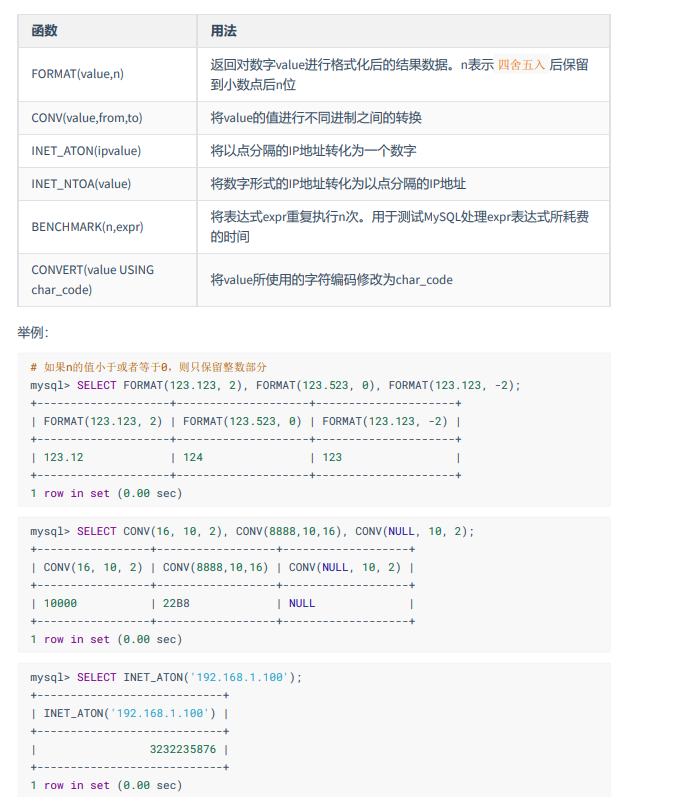 函数 用法
FORMAT(value,n) 返回对数字value进行格式化后的结果数据。n表示 四舍五入 后保留
到小数点后n位
CONV(value,from,to) 将value的值进行不同进制之间的转换
INET_ATON(ipvalue) 将以点分隔的IP地址转化为一个数字
INET_NTOA(value) 将数字形式的IP地址转化为以点分隔的IP地址
BENCHMARK(n,expr) 将表达式expr重复执行n次。用于测试MySQL处理expr表达式所耗费
的时间
CONVERT(value USING
char_code) 将value所使用的字符编码修改为char_code
举例：
# 如果n的值小于或者等于0，则只保留整数部分
mysql> SELECT FORMAT(123.123, 2), FORMAT(123.523, 0), FORMAT(123.123, -2);
+--------------------+--------------------+---------------------+
| FORMAT(123.123, 2) | FORMAT(123.523, 0) | FORMAT(123.123, -2) |
+--------------------+--------------------+---------------------+
| 123.12             | 124                | 123                 |
+--------------------+--------------------+---------------------+
1 row in set (0.00 sec)
mysql> SELECT CONV(16, 10, 2), CONV(8888,10,16), CONV(NULL, 10, 2);
+-----------------+------------------+-------------------+
| CONV(16, 10, 2) | CONV(8888,10,16) | CONV(NULL, 10, 2) |
+-----------------+------------------+-------------------+
| 10000           | 22B8             | NULL              |
+-----------------+------------------+-------------------+
1 row in set (0.00 sec)
mysql> SELECT INET_ATON('192.168.1.100');
+----------------------------+
| INET_ATON('192.168.1.100') |
+----------------------------+
|                 3232235876 |
+----------------------------+
1 row in set (0.00 sec)